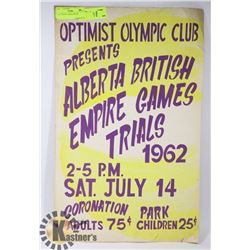 OPTIMIST OLYMPIC CLUB
PRESENTS
ALBERTA BRITISH
EMPIRE GAMES
TRIALS
1962
2-5 P.M.
SAT. JULY 14
CORONATION PARK
ADULTS 75¢ CHILDREN 25¢
Kastner's